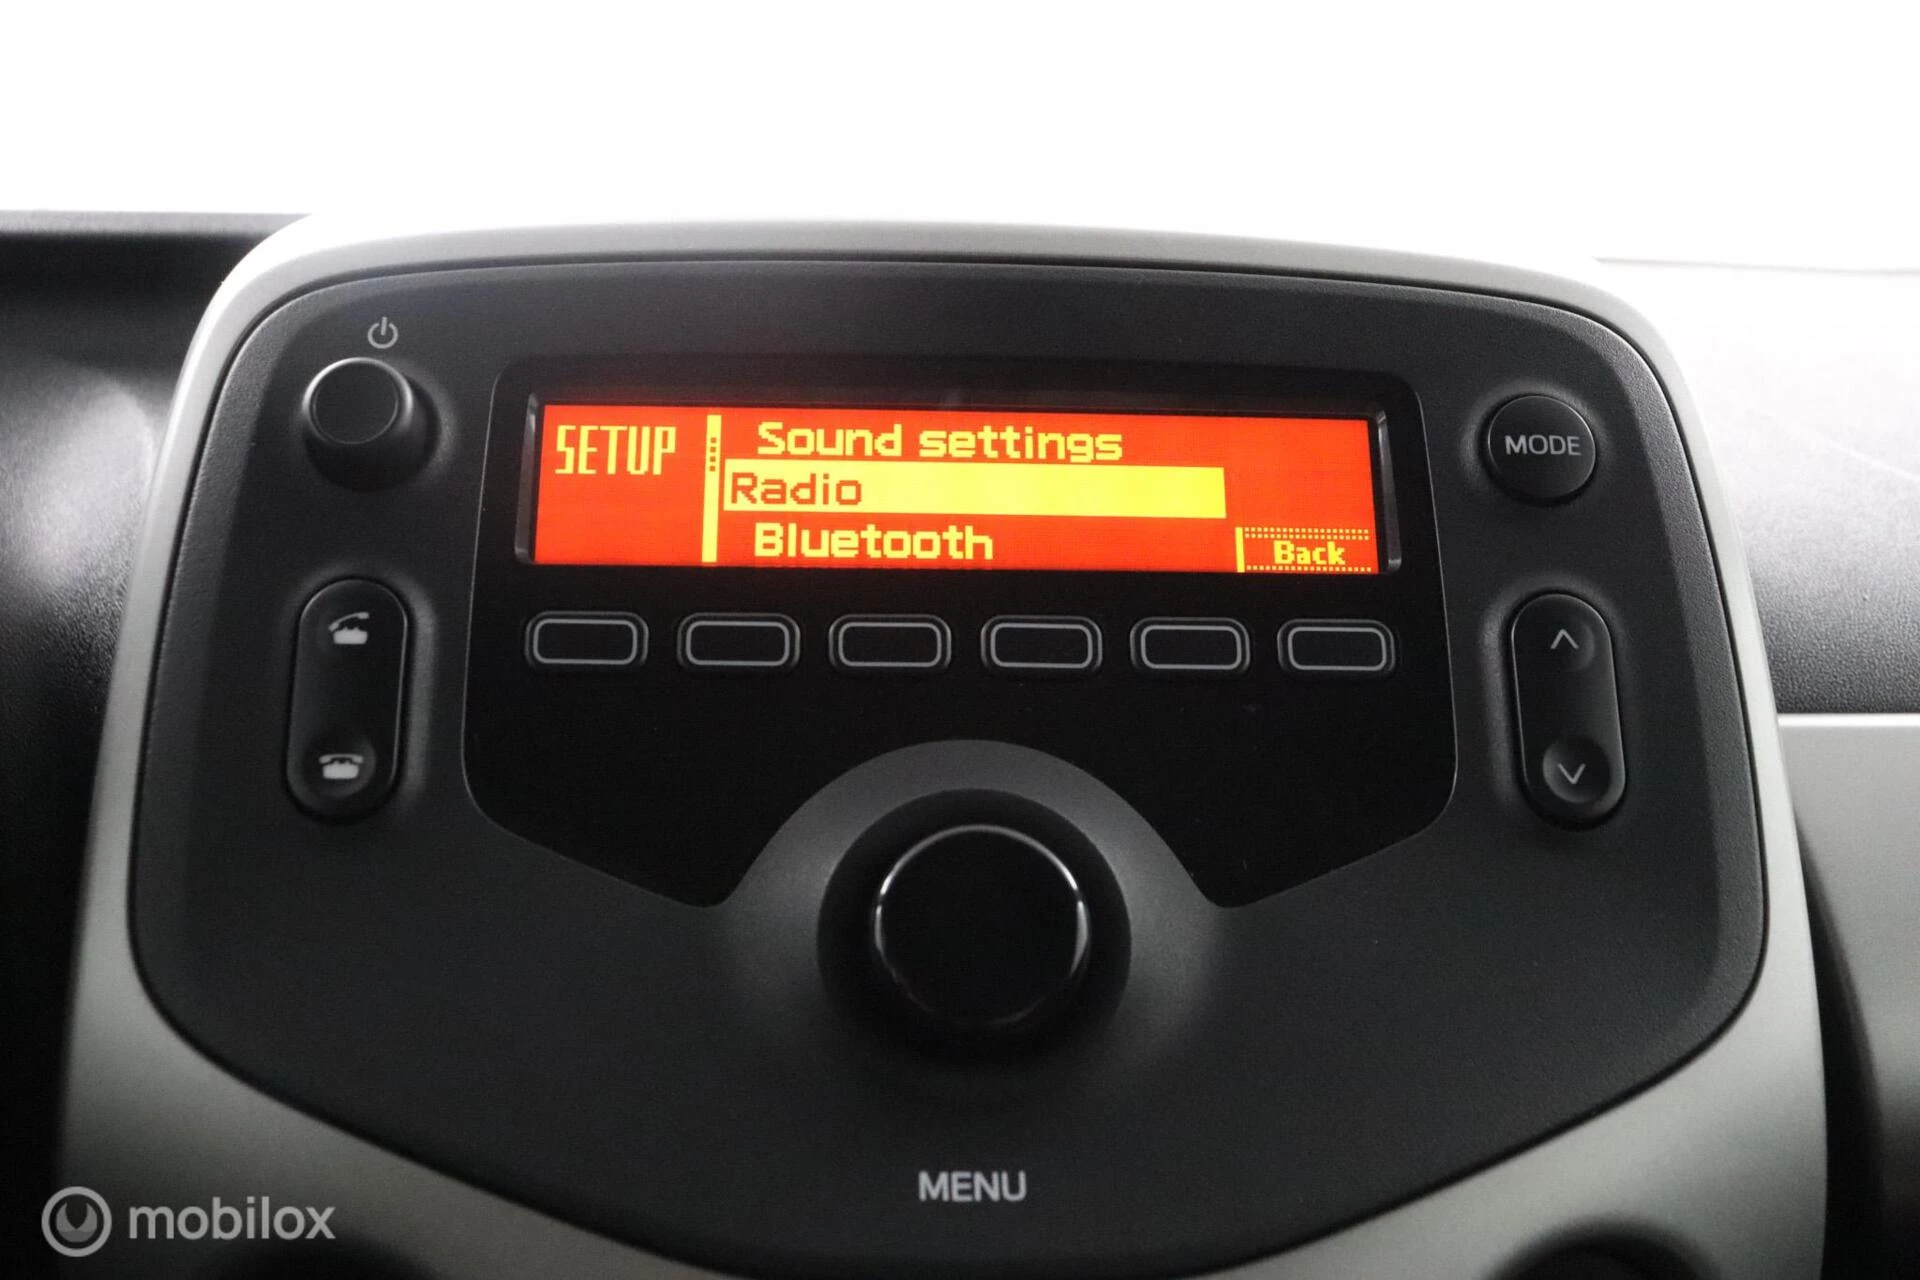 SETUP
Sound settings
Radio
Bluetooth
Back
MODE
MENU
mobilox